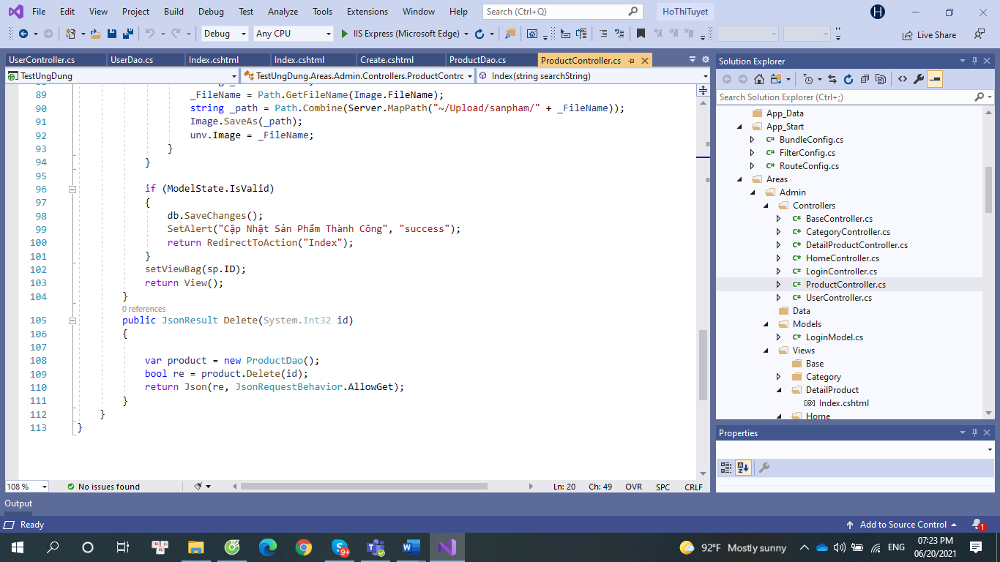 File Edit View Project Build Debug Test Analyze Tools Extensions Window Help Search (Ctrl+Q) HoThiTuyet H
Debug Any CPU IIS Express (Microsoft Edge) Live Share
UserController.cs UserDao.cs Index.cshtml Index.cshtml Create.cshtml ProductDao.cs ProductController.cs
TestUngDung TestUngDung.Areas.Admin.Controllers.ProductContrc Index(string searchString)
89 _FileName = Path.GetFileName(Image.FileName);
90 string _path = Path.Combine(Server.MapPath("~/Upload/sanpham/" + _FileName));
91 Image.SaveAs(_path);
92 unv.Image = _FileName;
93 }
94 }
95
96 if (ModelState.IsValid)
97 {
98 db.SaveChanges();
99 SetAlert("Cập Nhật Sản Phẩm Thành Công", "success");
100 return RedirectToAction("Index");
101 }
102 setViewBag(sp.ID);
103 return View();
104 }
0 references
105 public JsonResult Delete(System.Int32 id)
106 {
107
108 var product = new ProductDao();
109 bool re = product.Delete(id);
110 return Json(re, JsonRequestBehavior.AllowGet);
111 }
112 }
113 }
108 % No issues found Ln: 20 Ch: 49 OVR SPC CRLF
Solution Explorer
Search Solution Explorer (Ctrl+;)
App_Data
App_Start
C# BundleConfig.cs
C# FilterConfig.cs
C# RouteConfig.cs
Areas
Admin
Controllers
C# BaseController.cs
C# CategoryController.cs
C# DetailProductController.cs
C# HomeController.cs
C# LoginController.cs
C# ProductController.cs
C# UserController.cs
Data
Models
C# LoginModel.cs
Views
Base
Category
DetailProduct
[@] Index.cshtml
Home
Properties
Output
Ready Add to Source Control 1
9+ 92°F Mostly sunny ENG 07:23 PM
06/20/2021